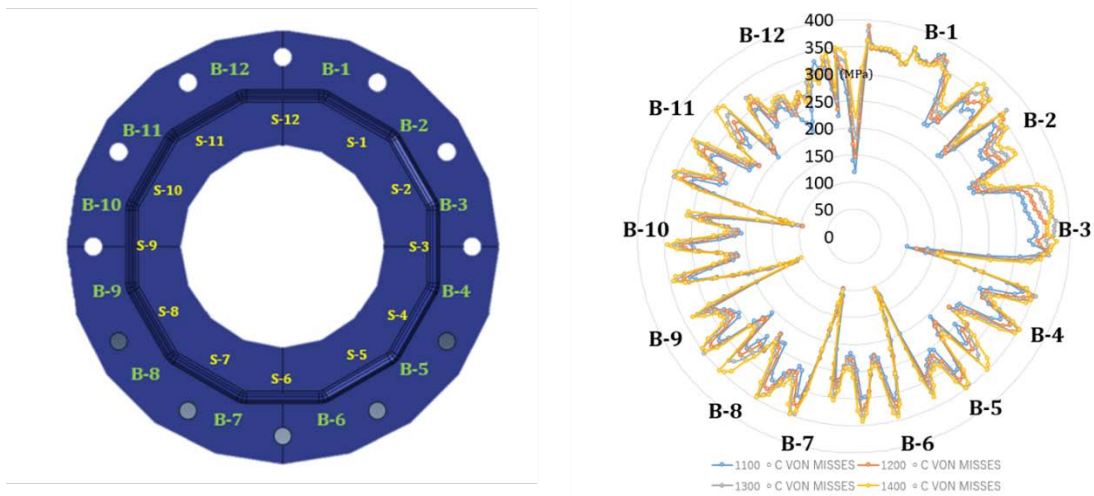 B-12 B-1
B-11 S-12 B-2
S-11 S-1
S-10 S-2
B-10 B-3
S-9 S-3
B-9 B-4
S-8 S-4
S-7 S-5
B-8 S-6 B-5
B-7 B-6
400
B-12 350 B-1
300 (MPa)
B-11 250 B-2
200
150
100
B-10 50 B-3
0
B-9 B-4
B-8 B-5
B-7 B-6
1100 ∘C VON MISSES 1200 ∘C VON MISSES
1300 ∘C VON MISSES 1400 ∘C VON MISSES